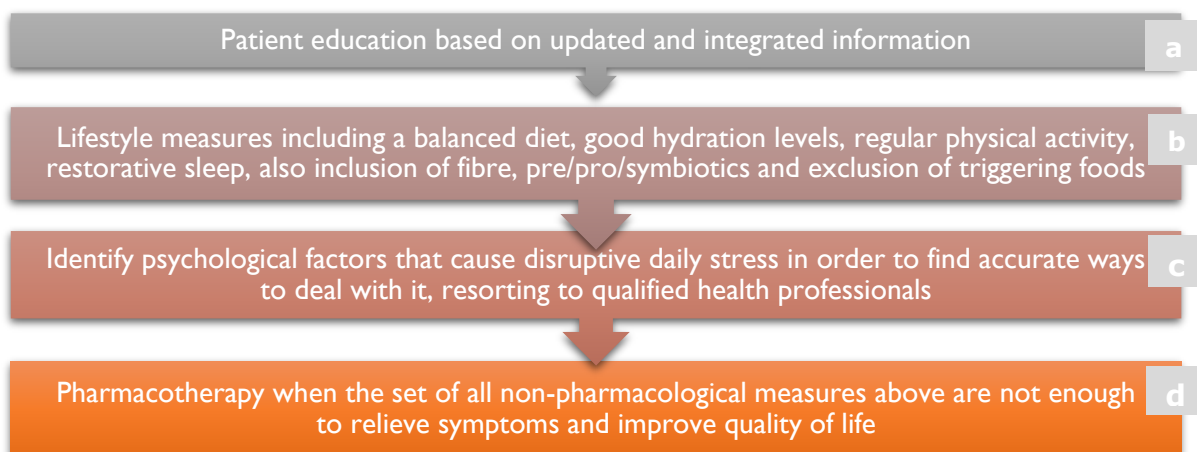 Patient education based on updated and integrated information
a
Lifestyle measures including a balanced diet, good hydration levels, regular physical activity,
restorative sleep, also inclusion of fibre, pre/pro/symbiotics and exclusion of triggering foods
b
Identify psychological factors that cause disruptive daily stress in order to find accurate ways
to deal with it, resorting to qualified health professionals
c
Pharmacotherapy when the set of all non-pharmacological measures above are not enough
to relieve symptoms and improve quality of life
d